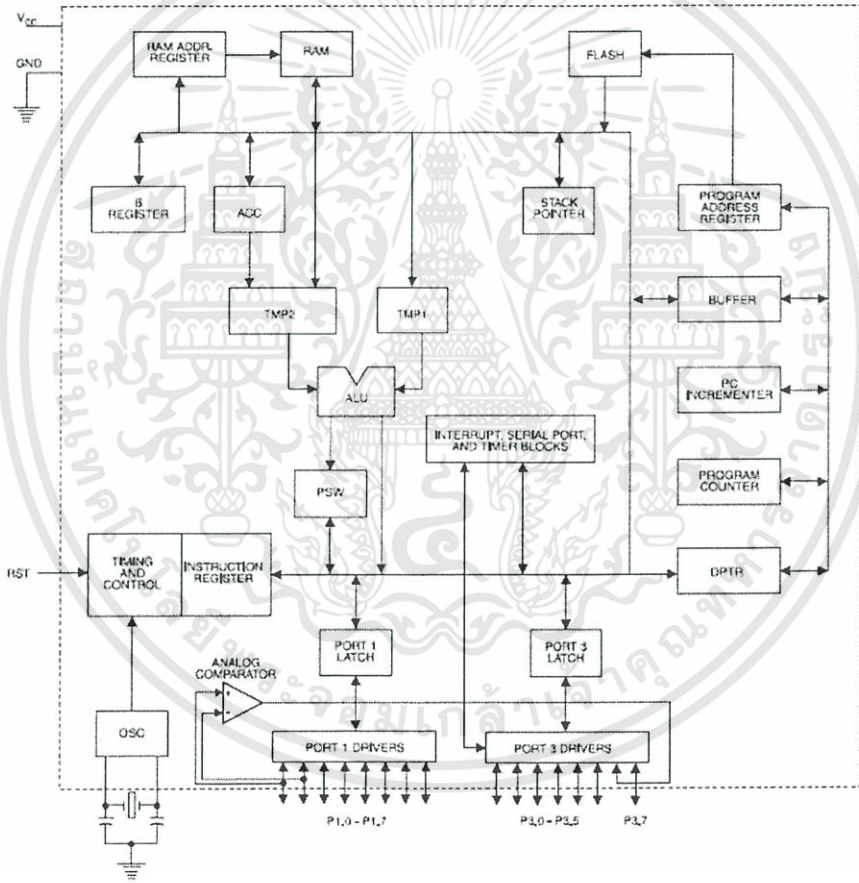 VCC
GND
RAM ADDR.
REGISTER
RAM
FLASH
B
REGISTER
ACC
STACK
POINTER
PROGRAM
ADDRESS
REGISTER
TMP2
TMP1
BUFFER
ALU
PC
INCREMENTER
INTERRUPT, SERIAL PORT,
AND TIMER BLOCKS
PSW
PROGRAM
COUNTER
RST
TIMING
AND
CONTROL
INSTRUCTION
REGISTER
DPTR
PORT 1
LATCH
PORT 3
LATCH
ANALOG
COMPARATOR
+
-
OSC
PORT 1 DRIVERS
PORT 3 DRIVERS
P1.0 - P1.7
P3.0 - P3.5
P3.7